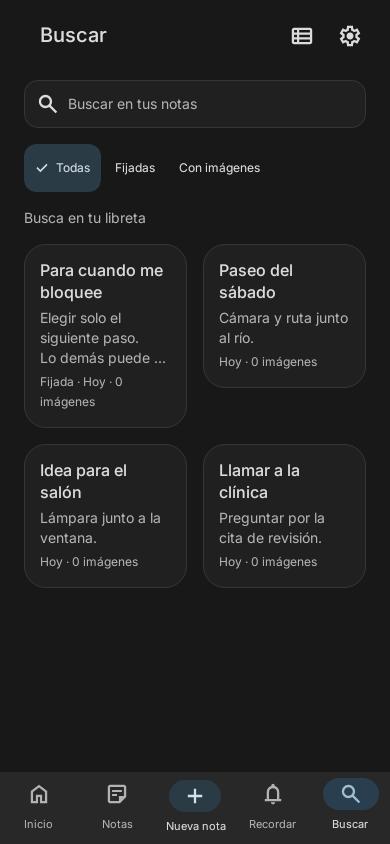 Buscar
Buscar en tus notas
Todas
Fijadas
Con imágenes
Busca en tu libreta
Para cuando me
bloquee
Elegir solo el
siguiente paso.
Lo demás puede ...
Fijada · Hoy · 0
imágenes
Paseo del
sábado
Cámara y ruta junto
al río.
Hoy · 0 imágenes
Idea para el
salón
Lámpara junto a la
ventana.
Hoy · 0 imágenes
Llamar a la
clínica
Preguntar por la
cita de revisión.
Hoy · 0 imágenes
Inicio
Notas
Nueva nota
Recordar
Buscar